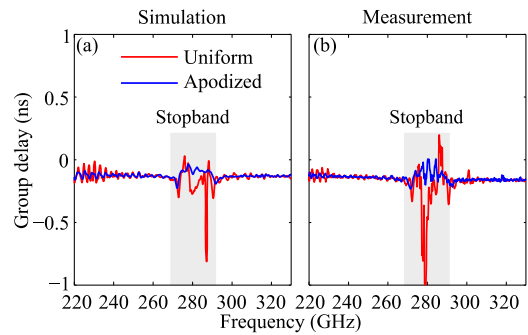 Simulation Measurement
(a) (b)
Uniform
Apodized
Stopband Stopband
Group delay (ns)
1
0.5
0
−0.5
−1
220 240 260 280 300 320 220 240 260 280 300 320
Frequency (GHz)